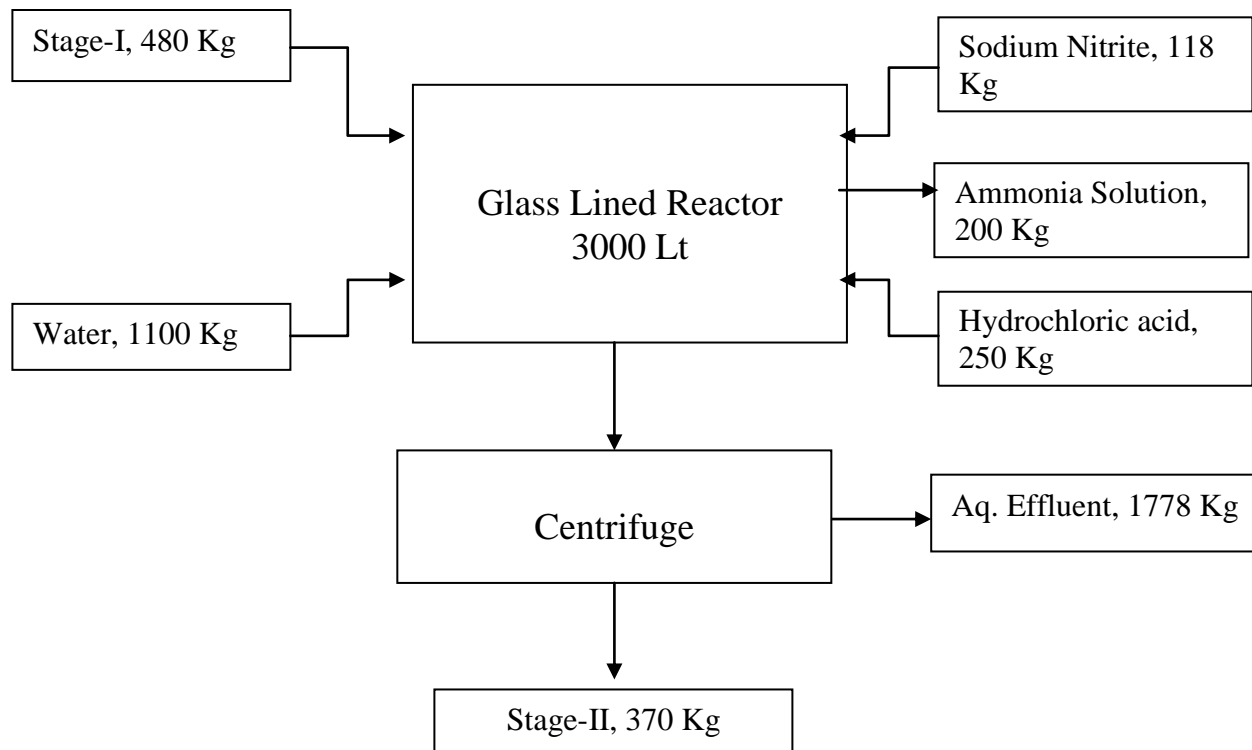 Stage-I, 480 Kg
Sodium Nitrite, 118
Kg
Glass Lined Reactor
3000 Lt
Ammonia Solution,
200 Kg
Water, 1100 Kg
Hydrochloric acid,
250 Kg
Centrifuge
Aq. Effluent, 1778 Kg
Stage-II, 370 Kg